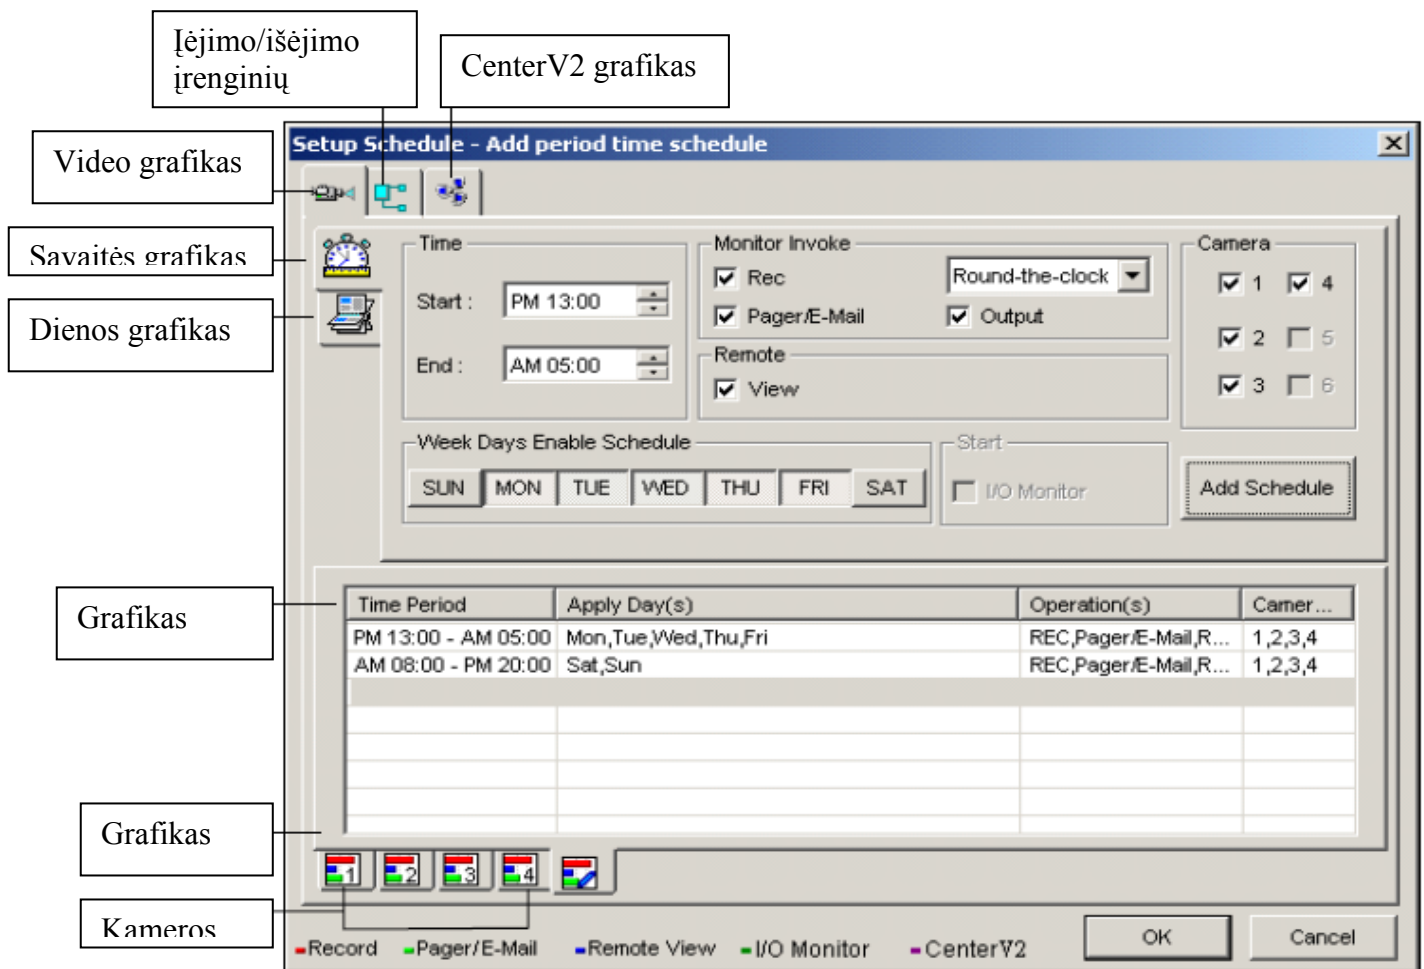 Įėjimo/išėjimo
įrenginių
CenterV2 grafikas
Video grafikas
Savaitės grafikas
Dienos grafikas
Grafikas
Grafikas
Kameros
Setup Schedule - Add period time schedule
Time
Start :
PM 13:00
End :
AM 05:00
Monitor Invoke
Rec
Round-the-clock
Pager/E-Mail
Output
Remote
View
Camera
1
4
2
5
3
6
Week Days Enable Schedule
SUN MON TUE WED THU FRI SAT
Start
I/O Monitor
Add Schedule
Time Period Apply Day(s) Operation(s) Camer...
PM 13:00 - AM 05:00 Mon,Tue,Wed,Thu,Fri REC,Pager/E-Mail,R... 1,2,3,4
AM 08:00 - PM 20:00 Sat,Sun REC,Pager/E-Mail,R... 1,2,3,4
1 2 3 4
Record Pager/E-Mail Remote View I/O Monitor CenterV2
OK
Cancel